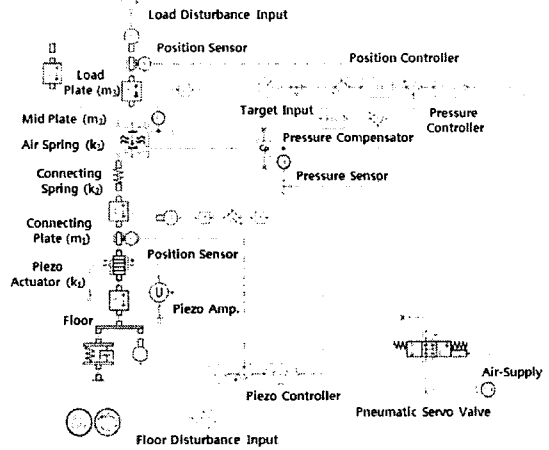 Load Disturbance Input
Position Sensor
Position Controller
Load
Plate (m₃)
Target Input
Pressure
Controller
Mid Plate (m₂)
Pressure Compensator
Air Spring (k₃)
Pressure Sensor
Connecting
Spring (k₂)
Connecting
Plate (m₁)
Position Sensor
Piezo
Actuator (k₁)
U
Piezo Amp.
Floor
Air-Supply
Piezo Controller
Pneumatic Servo Valve
Floor Disturbance Input